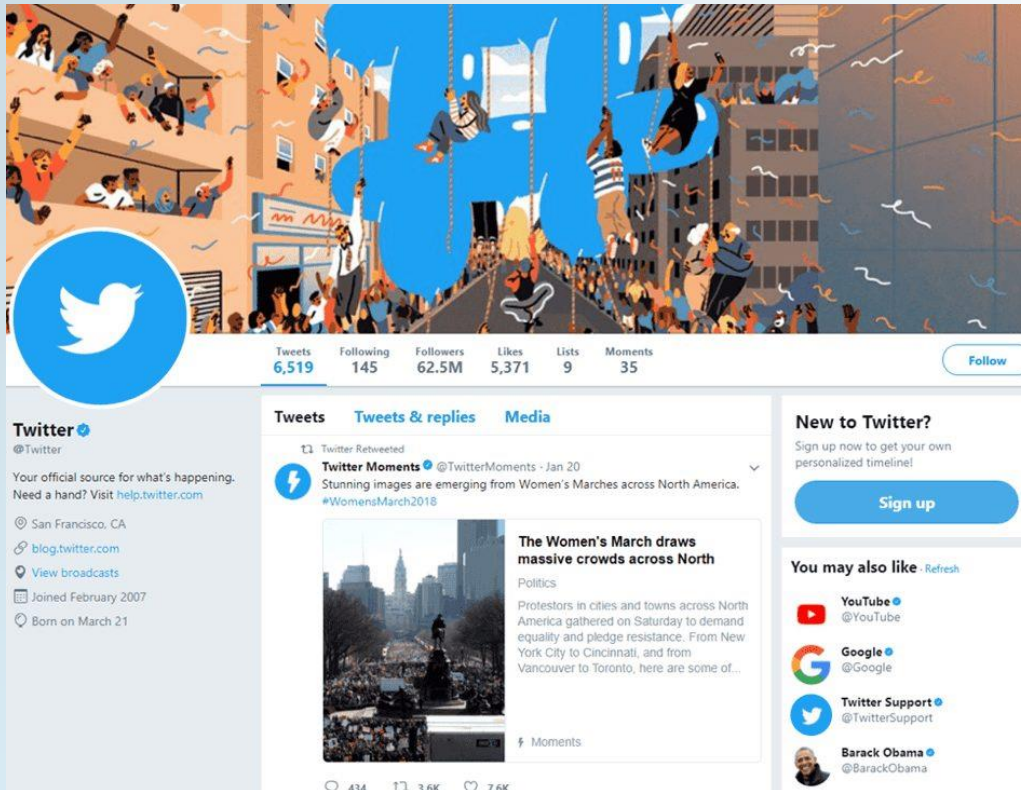 Tweets
6,519
Following
145
Followers
62.5M
Likes
5,371
Lists
9
Moments
35
Follow
Twitter
@Twitter
Your official source for what's happening.
Need a hand? Visit help.twitter.com
San Francisco, CA
blog.twitter.com
View broadcasts
Joined February 2007
Born on March 21
Tweets Tweets & replies Media
Twitter Retweeted
Twitter Moments @TwitterMoments · Jan 20
Stunning images are emerging from Women's Marches across North America.
#WomensMarch2018
The Women's March draws
massive crowds across North
Politics
Protestors in cities and towns across North
America gathered on Saturday to demand
equality and pledge resistance. From New
York City to Cincinnati, and from
Vancouver to Toronto, here are some of...
Moments
434 3.6K 7.6K
New to Twitter?
Sign up now to get your own
personalized timeline!
Sign up
You may also like · Refresh
YouTube
@YouTube
Google
@Google
Twitter Support
@TwitterSupport
Barack Obama
@BarackObama